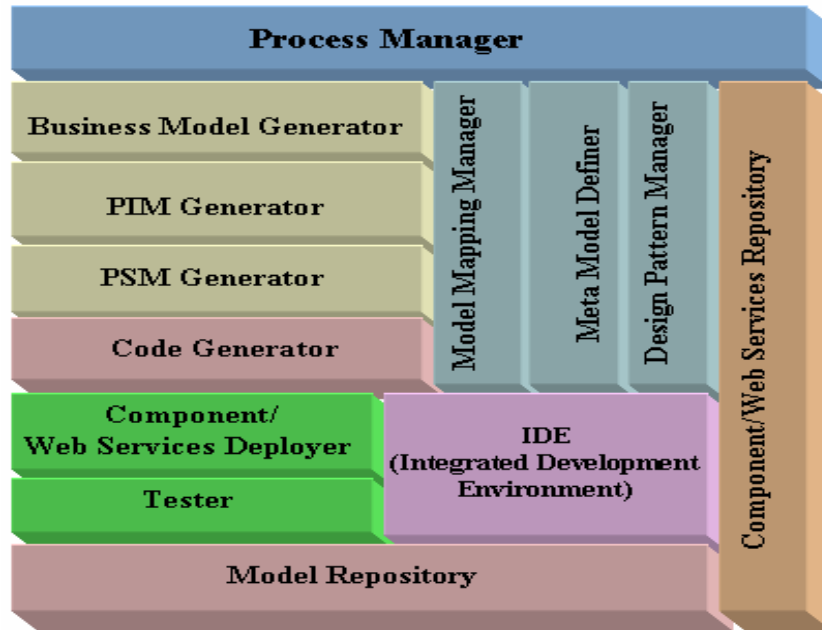 Process Manager
Business Model Generator
PIM Generator
PSM Generator
Code Generator
Model Mapping Manager
Meta Model Definer
Design Pattern Manager
Component/Web Services Repository
Component/
Web Services Deployer
Tester
IDE
(Integrated Development
Environment)
Model Repository